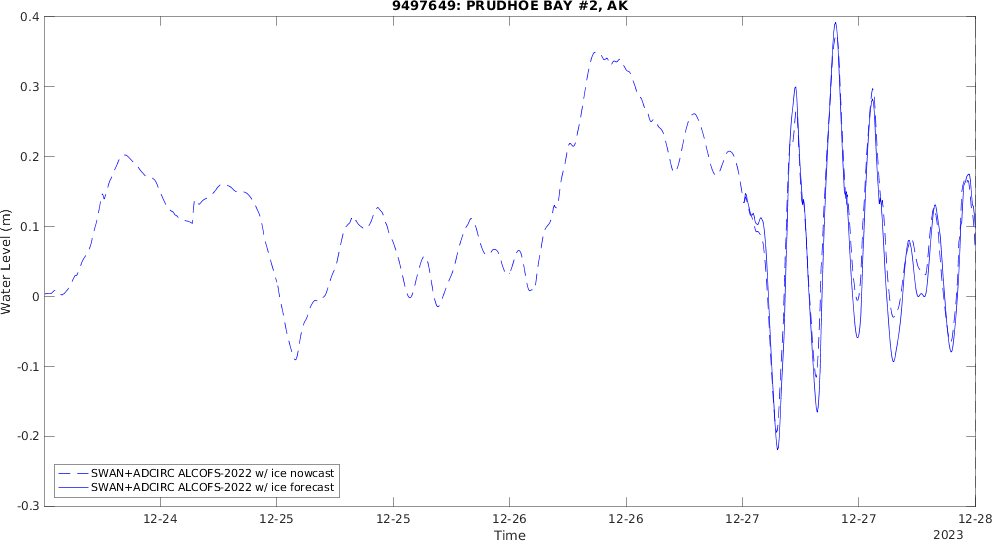 9497649: PRUDHOE BAY #2, AK
0.4
0.3
0.2
0.1
0
-0.1
-0.2
-0.3
Water Level (m)
SWAN+ADCIRC ALCOFS-2022 w/ ice nowcast
SWAN+ADCIRC ALCOFS-2022 w/ ice forecast
12-24 12-25 12-25 12-26 12-26 12-27 12-27 12-28
Time
2023